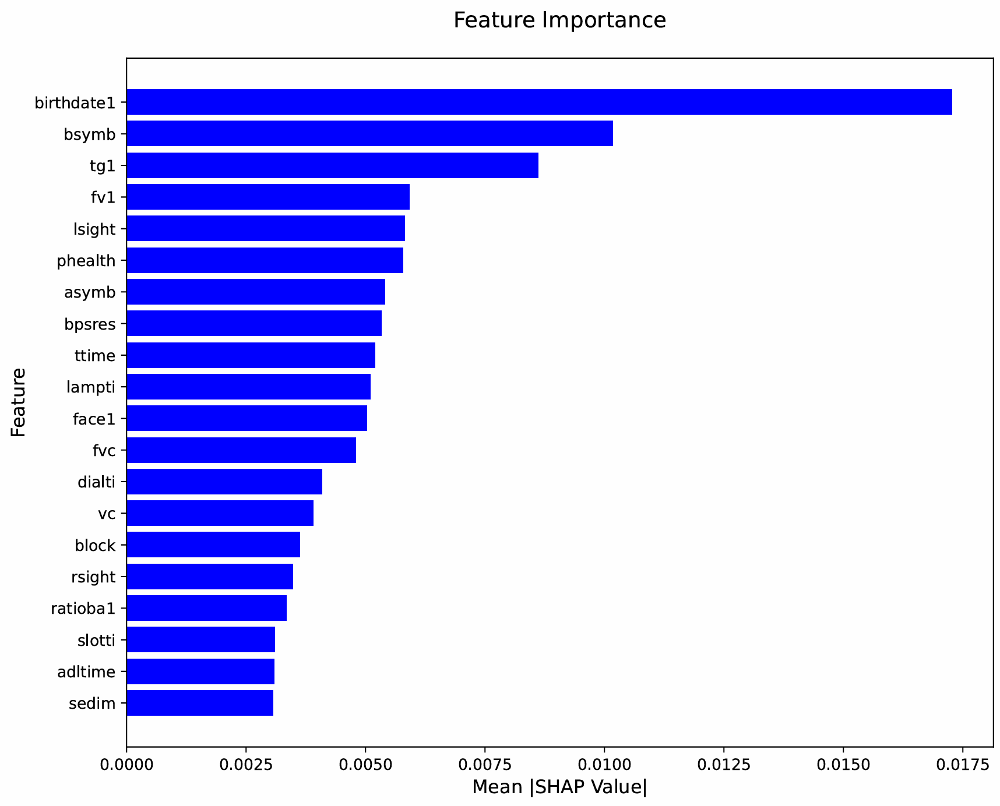 Feature Importance
birthdate1
bsymb
tg1
fv1
lsight
phealth
asymb
bpsres
ttime
lampti
face1
fvc
dialti
vc
block
rsight
ratioba1
slotti
adltime
sedim
Feature
0.0000 0.0025 0.0050 0.0075 0.0100 0.0125 0.0150 0.0175
Mean |SHAP Value|